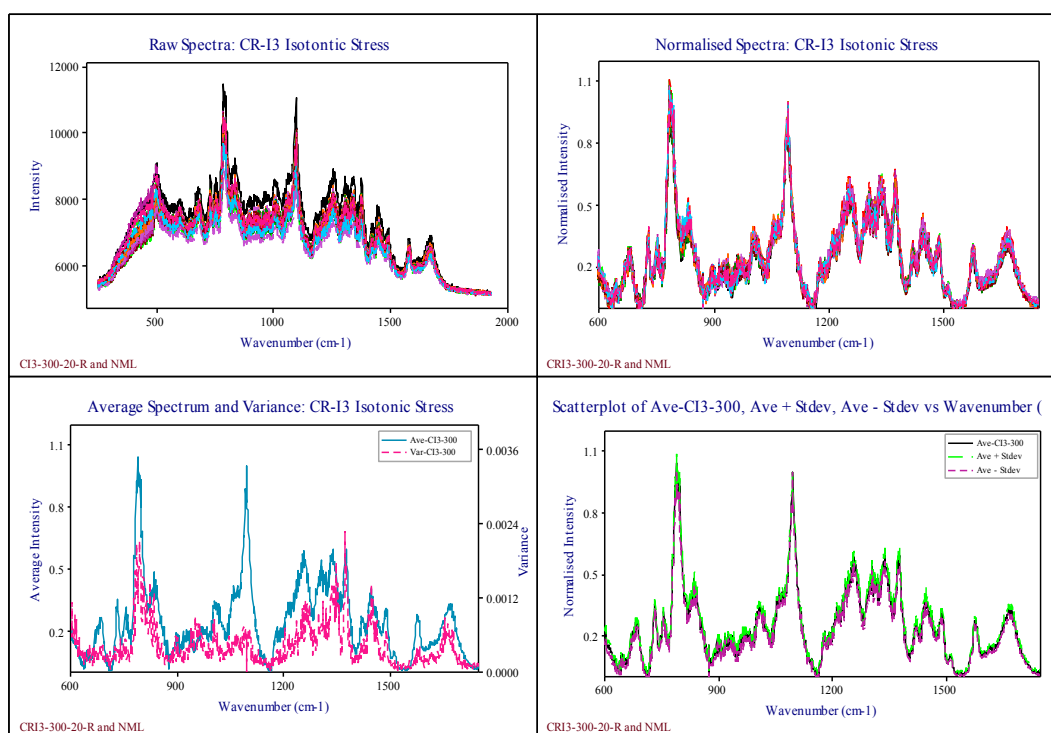 Raw Spectra: CR-I3 Isotontic Stress
12000
10000
8000
6000
Intensity
500
1000
1500
2000
Wavenumber (cm-1)
CI3-300-20-R and NML
Normalised Spectra: CR-I3 Isotonic Stress
1.1
0.8
0.5
0.2
Normalised Intensity
600
900
1200
1500
Wavenumber (cm-1)
CRI3-300-20-R and NML
Average Spectrum and Variance: CR-I3 Isotonic Stress
Ave-CI3-300
Var-CI3-300
1.1
0.8
0.5
0.2
Average Intensity
0.0036
0.0024
0.0012
0.0000
Variance
600
900
1200
1500
Wavenumber (cm-1)
CRI3-300-20-R and NML
Scatterplot of Ave-CI3-300, Ave + Stdev, Ave - Stdev vs Wavenumber (
Ave-CI3-300
Ave + Stdev
Ave - Stdev
1.1
0.8
0.5
0.2
Normalised Intensity
600
900
1200
1500
Wavenumber (cm-1)
CRI3-300-20-R and NML